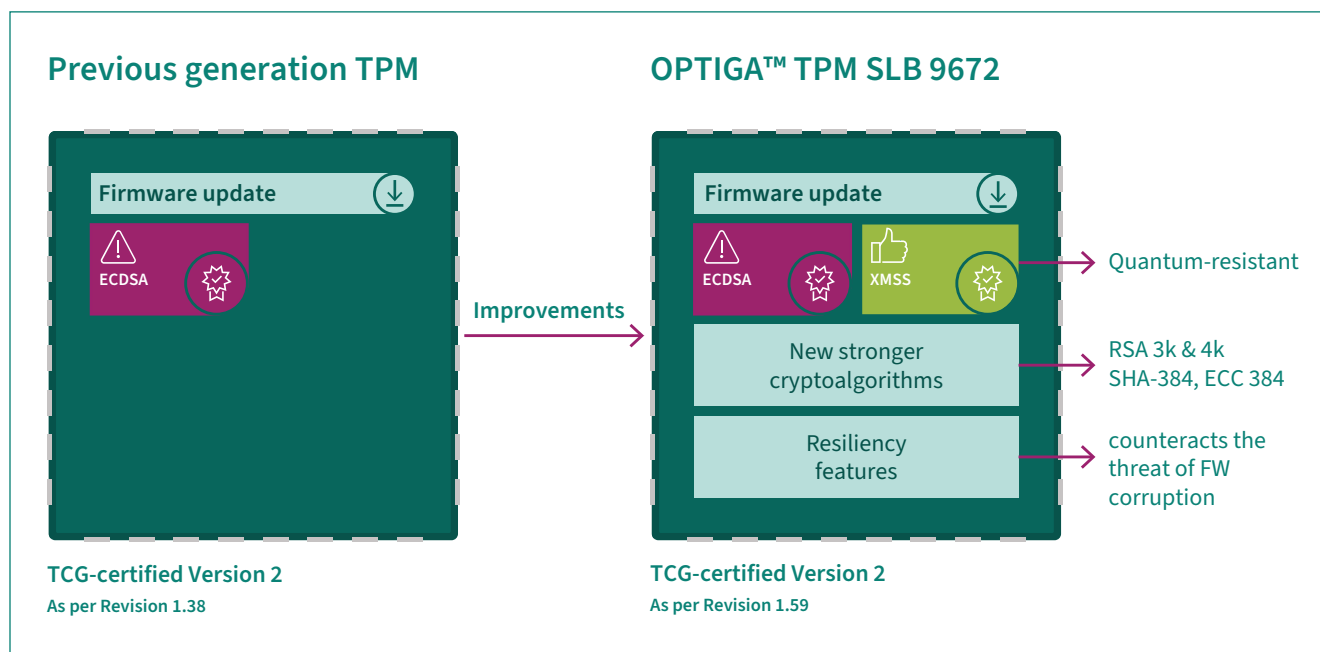 Previous generation TPM
Firmware update
ECDSA
TCG-certified Version 2
As per Revision 1.38
Improvements
OPTIGA™ TPM SLB 9672
Firmware update
ECDSA
XMSS
Quantum-resistant
New stronger
cryptoalgorithms
RSA 3k & 4k
SHA-384, ECC 384
Resiliency
features
counteracts the
threat of FW
corruption
TCG-certified Version 2
As per Revision 1.59